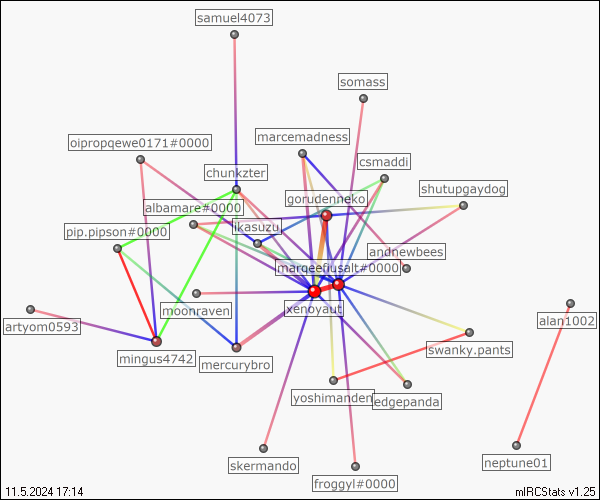 samuel4073
somass
marcemadness
oipropqewe0171#0000
csmaddi
chunkzter
shutupgaydog
gorudenneko
albamare#0000
ikasuzu
pip.pipson#0000
andnewbees
marqeeflusalt#0000
moonraven
xenoyaut
artyom0593
alan1002
mingus4742
mercurybro
swanky.pants
yoshimanden
edgepanda
skermando
neptune01
froggyl#0000
11.5.2024 17:14
mIRCStats v1.25